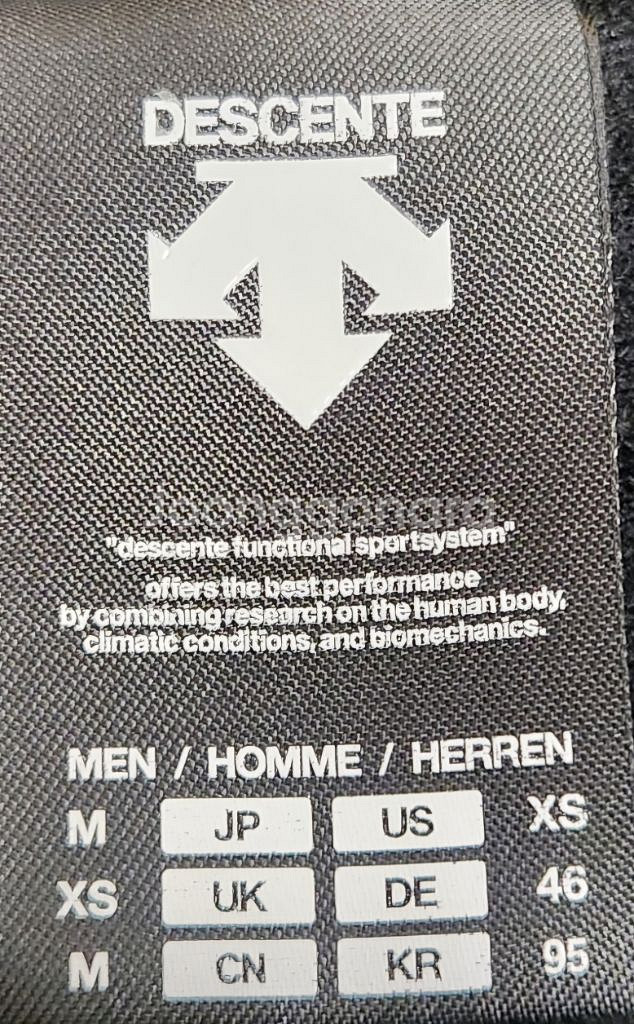 DESCENTE
Joonggonara
"descente functional sportsystem"
offers the best performance
by combining research on the human body,
climatic conditions, and biomechanics.
MEN / HOMME / HERREN
M JP US XS
XS UK DE 46
M CN KR 95